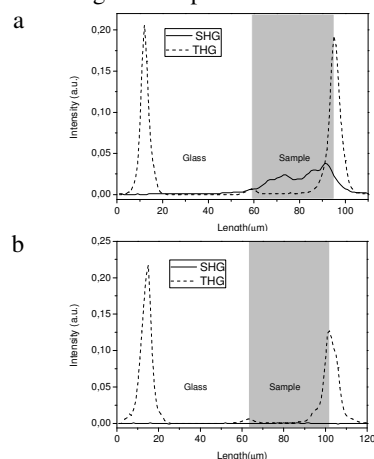 a
0,20
0,15
0,10
0,05
0,00
Intensity (a.u.)
SHG
THG
Glass
Sample
0 20 40 60 80 100
Length(μm)
b
0,25
0,20
0,15
0,10
0,05
0,00
Intensity (a.u.)
SHG
THG
Glass
Sample
0 20 40 60 80 100 120
Length(μm)